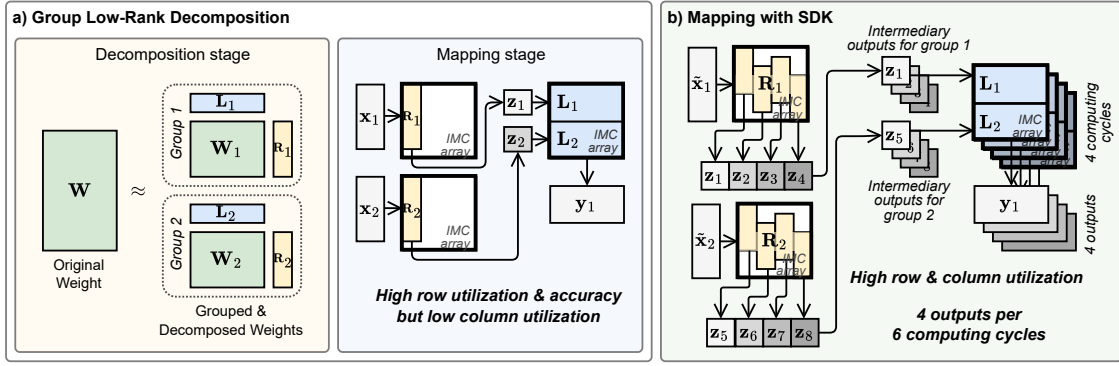 a) Group Low-Rank Decomposition
Decomposition stage
Group 1
L1
W1
R1
W
≈
Group 2
L2
W2
R2
Original
Weight
Grouped &
Decomposed Weights
Mapping stage
x1
R1
IMC
array
z1
z2
L1
L2
IMC
array
x2
R2
IMC
array
y1
High row utilization & accuracy
but low column utilization
b) Mapping with SDK
Intermediary
outputs for group 1
x̃1
R1
IMC
array
z1
L1
L2
IMC
array
4 computing
cycles
z1 z2 z3 z4
z5
Intermediary
outputs for
group 2
x̃2
R2
IMC
array
y1
4 outputs
z5 z6 z7 z8
High row & column utilization
4 outputs per
6 computing cycles